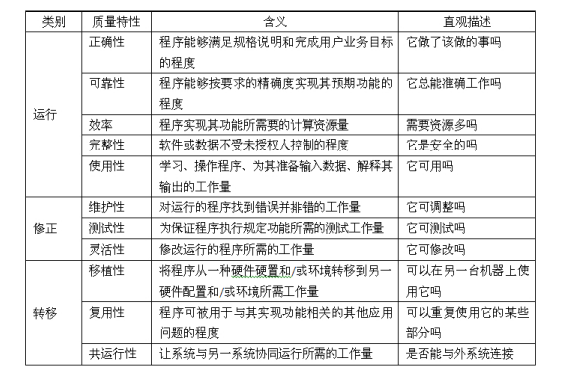 类别 质量特性 含义 直观描述
运行
正确性 程序能够满足规格说明和完成用户业务目标 它做了该做的事吗
的程度
可靠性 程序能够按要求的精确度实现其预期功能的 它总能准确工作吗
程度
效率 程序实现其功能所需要的计算资源量 需要资源多吗
完整性 软件或数据不受未授权人控制的程度 它是安全的吗
使用性 学习、操作程序、为其准备输入数据、解释其 它可用吗
输出的工作量
修正
维护性 对运行的程序找到错误并排错的工作量 它可调整吗
测试性 为保证程序执行规定功能所需的测试工作量 它可测试吗
灵活性 修改运行的程序所需的工作量 它可修改吗
转移
移植性 将程序从一种硬件硬置和/或环境转移到另一 可以在另一台机器上使
硬件配置和/或环境所需工作量 用它吗
复用性 程序可被用于与其实现功能相关的其他应用 可以重复使用它的某些
问题的程度 部分吗
共运行性 让系统与另一系统协同运行所需的工作量 是否能与外系统连接